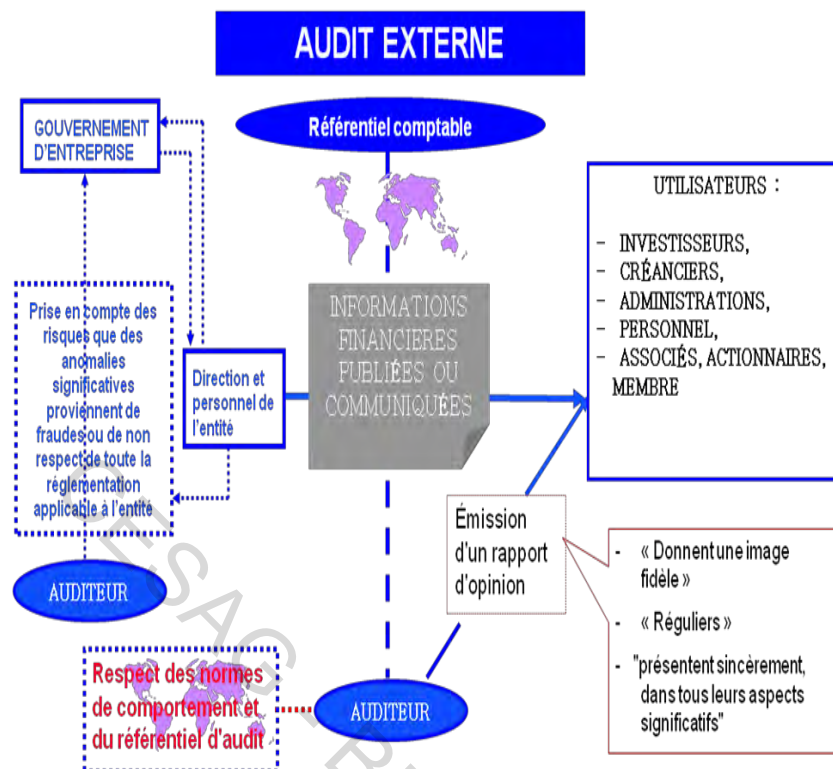 AUDIT EXTERNE
Référentiel comptable
GOUVERNEMENT
D'ENTREPRISE
Prise en compte des
risques que des
anomalies
significatives
proviennent de
fraudes ou de non
respect de toute la
réglementation
applicable à l'entité
Direction et
personnel de
l'entité
INFORMATIONS
FINANCIERES
PUBLIÉES OU
COMMUNIQUÉES
UTILISATEURS :
- INVESTISSEURS,
- CRÉANCIERS,
- ADMINISTRATIONS,
- PERSONNEL,
- ASSOCIÉS, ACTIONNAIRES,
MEMBRE
AUDITEUR
Émission
d'un rapport
d'opinion
- « Donnent une image
fidèle »
- « Réguliers »
- "présentent sincèrement,
dans tous leurs aspects
significatifs"
Respect des normes
de comportement et
du référentiel d'audit
AUDITEUR
CESAG